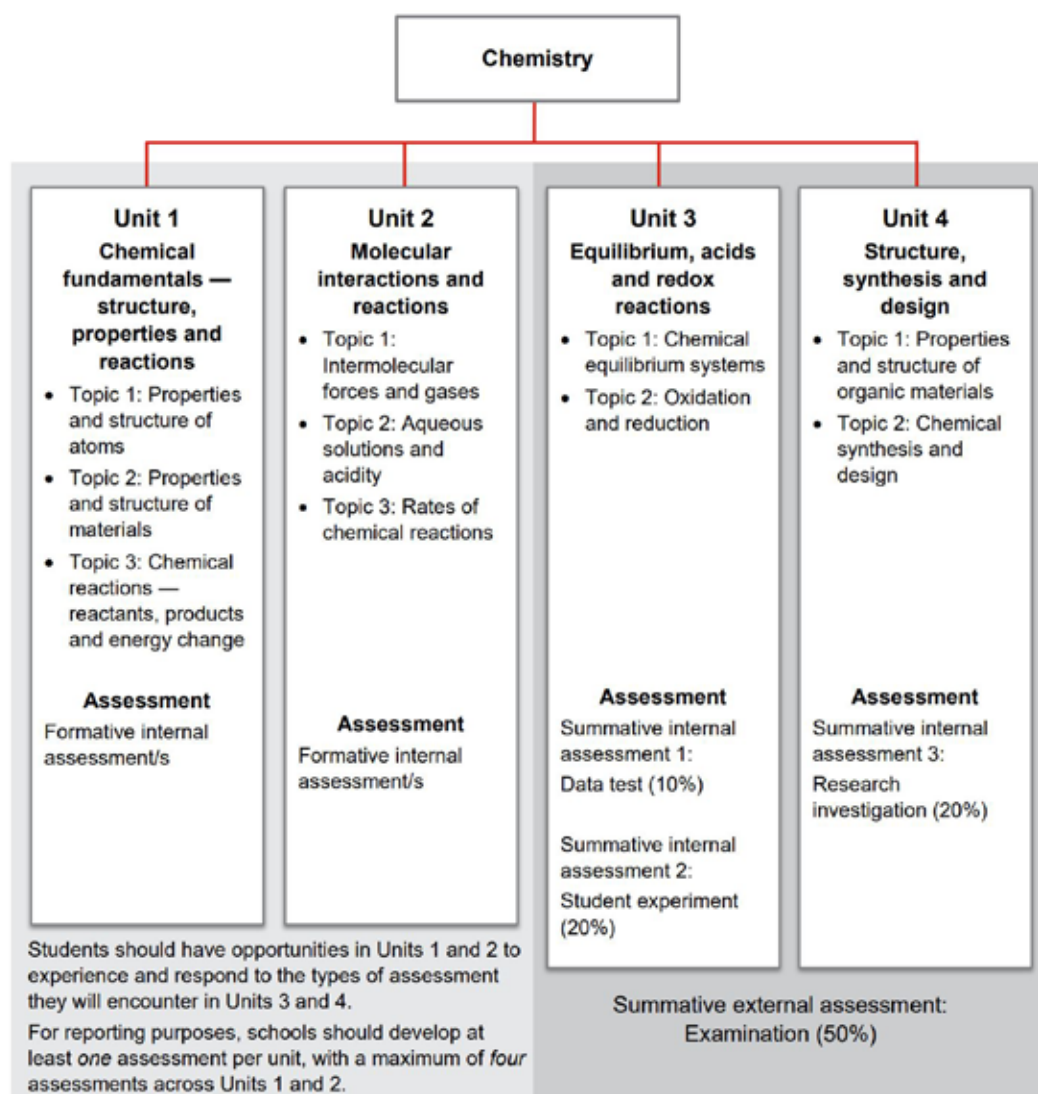 Chemistry
Unit 1
Chemical
fundamentals —
structure,
properties and
reactions
• Topic 1: Properties
and structure of
atoms
• Topic 2: Properties
and structure of
materials
• Topic 3: Chemical
reactions —
reactants, products
and energy change
Assessment
Formative internal
assessment/s
Unit 2
Molecular
interactions and
reactions
• Topic 1:
Intermolecular
forces and gases
• Topic 2: Aqueous
solutions and
acidity
• Topic 3: Rates of
chemical reactions
Assessment
Formative internal
assessment/s
Students should have opportunities in Units 1 and 2 to
experience and respond to the types of assessment
they will encounter in Units 3 and 4.
For reporting purposes, schools should develop at
least one assessment per unit, with a maximum of four
assessments across Units 1 and 2.
Unit 3
Equilibrium, acids
and redox
reactions
• Topic 1: Chemical
equilibrium systems
• Topic 2: Oxidation
and reduction
Assessment
Summative internal
assessment 1:
Data test (10%)
Summative internal
assessment 2:
Student experiment
(20%)
Unit 4
Structure,
synthesis and
design
• Topic 1: Properties
and structure of
organic materials
• Topic 2: Chemical
synthesis and
design
Assessment
Summative internal
assessment 3:
Research
investigation (20%)
Summative external assessment:
Examination (50%)